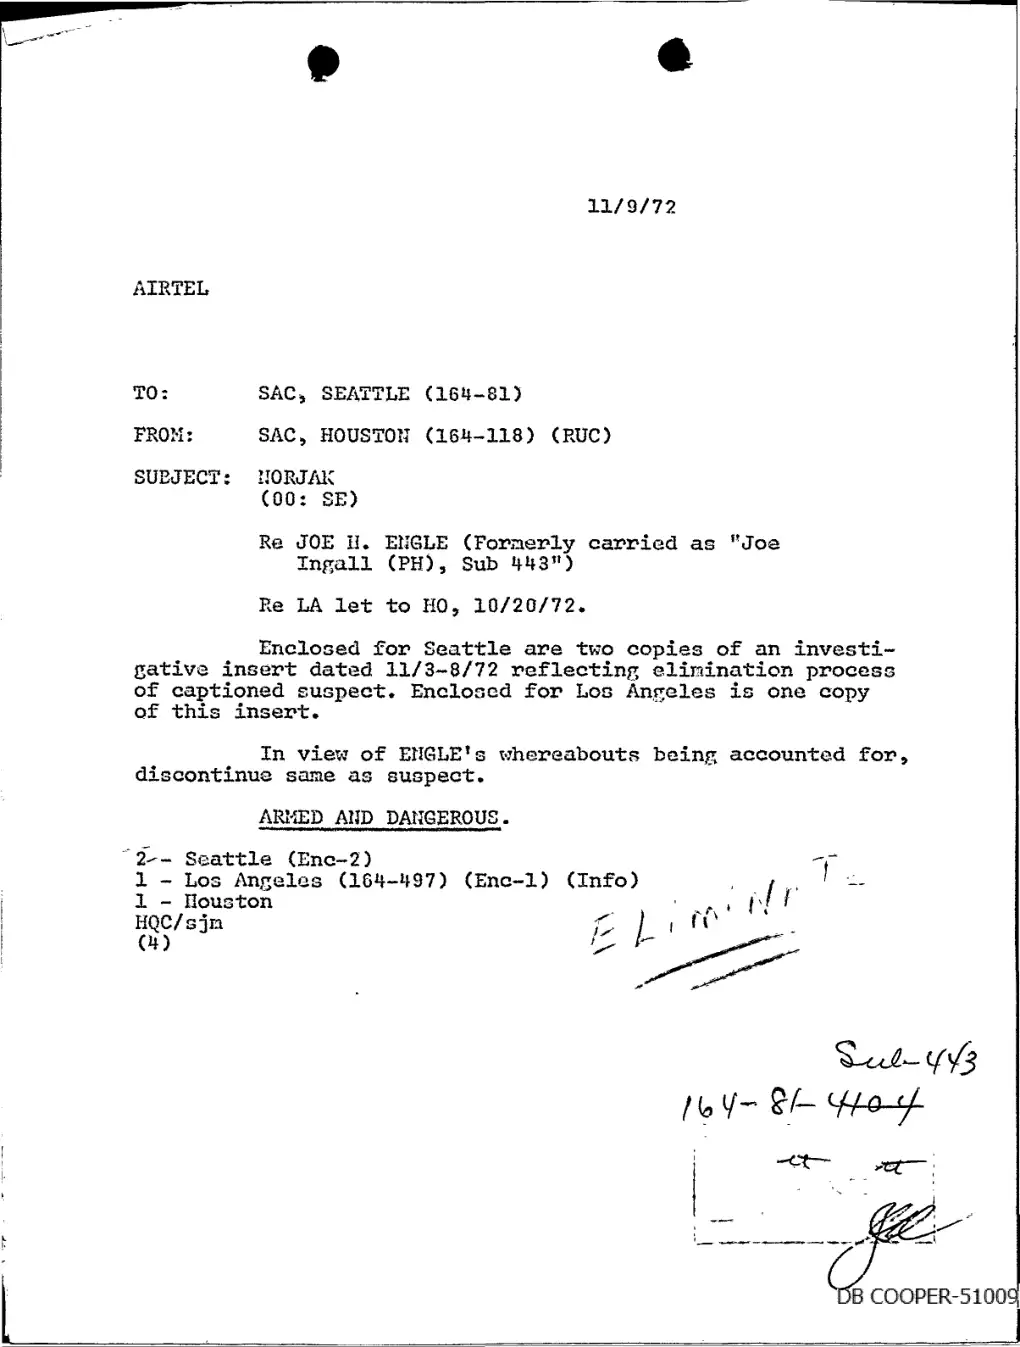 11/9/72
AIRTEL
TO: SAC, SEATTLE (164-81)
FROM: SAC, HOUSTON (164-118) (RUC)
SUBJECT: NORJAK
(OO: SE)
Re JOE H. ENGLE (Formerly carried as "Joe
Ingall (PH), Sub 443")
Re LA let to HO, 10/20/72.
Enclosed for Seattle are two copies of an investi-
gative insert dated 11/3-8/72 reflecting elimination process
of captioned suspect. Enclosed for Los Angeles is one copy
of this insert.
In view of ENGLE's whereabouts being accounted for,
discontinue same as suspect.
ARMED AND DANGEROUS.
2 - Seattle (Enc-2)
1 - Los Angeles (164-497) (Enc-1) (Info)
1 - Houston
HQC/sjm
(4)
Sub-443
164-81-4104
DB COOPER-51009